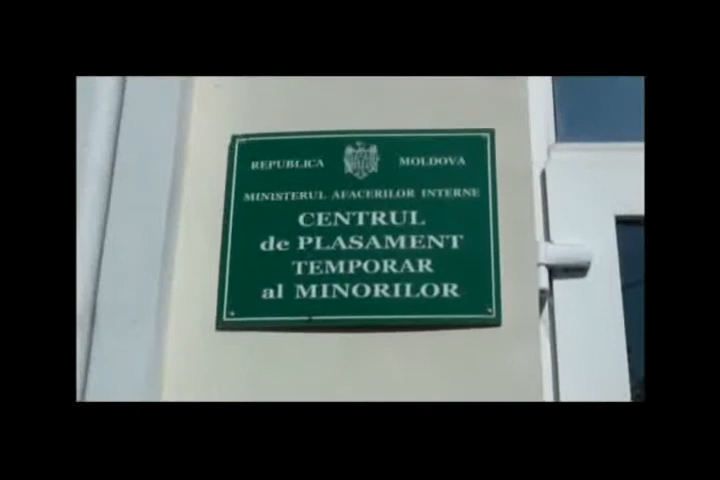 REPUBLICA MOLDOVA
MINISTERUL AFACERILOR INTERNE
CENTRUL
de PLASAMENT
TEMPORAR
al MINORILOR